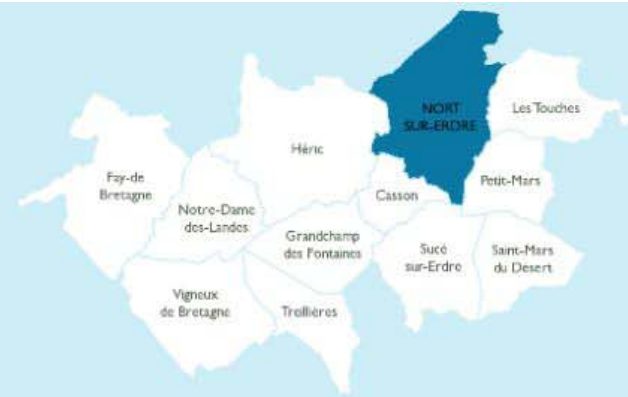 NORT
SUR-ERDRE
Les Touches
Héric
Fay-de
Bretagne
Petit-Mars
Casson
Notre-Dame
des-Landes
Grandchamp
des Fontaines
Sucé
sur-Erdre
Saint-Mars
du Désert
Vigneux
de Bretagne
Treillières